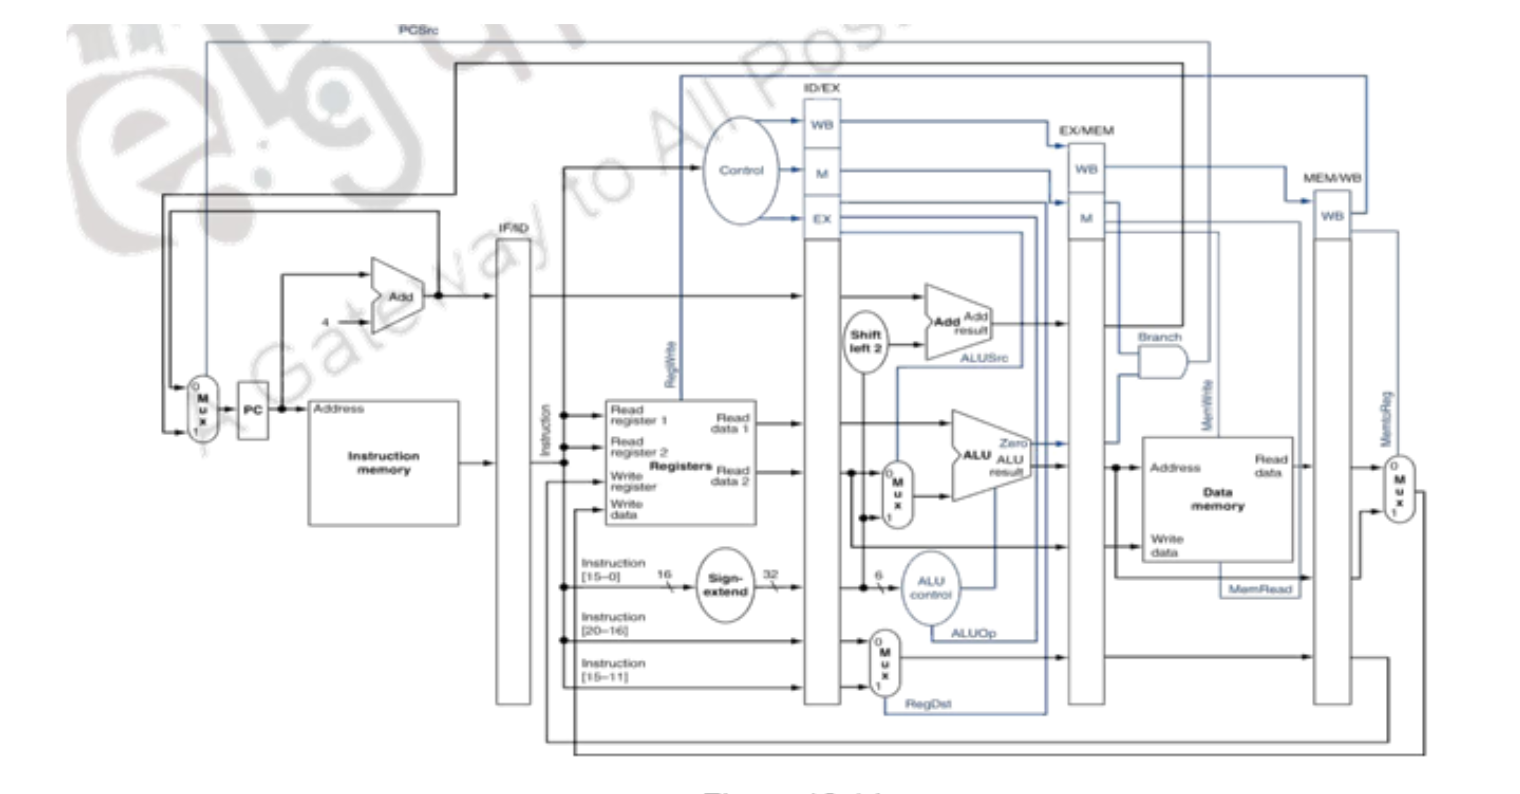 PCSrc
ID/EX
WB
EX/MEM
Control
M
WB
MEM/WB
EX
M
WB
IF/ID
Add
4
Shift
left 2
Add
Add
result
ALUSrc
Branch
RegWrite
MemWrite
MemtoReg
0
M
u
x
1
PC
Address
Instruction
memory
Instruction
Read
register 1
Read
register 2
Write
register
Write
data
Registers
Read
data 1
Read
data 2
0
M
u
x
1
Zero
ALU
ALU
result
Address
Read
data
Data
memory
Write
data
0
M
u
x
1
Instruction
[15–0]
16
Sign-
extend
32
6
ALU
control
MemRead
Instruction
[20–16]
ALUOp
0
M
u
x
1
Instruction
[15–11]
RegDst
A Gateway to All Pos